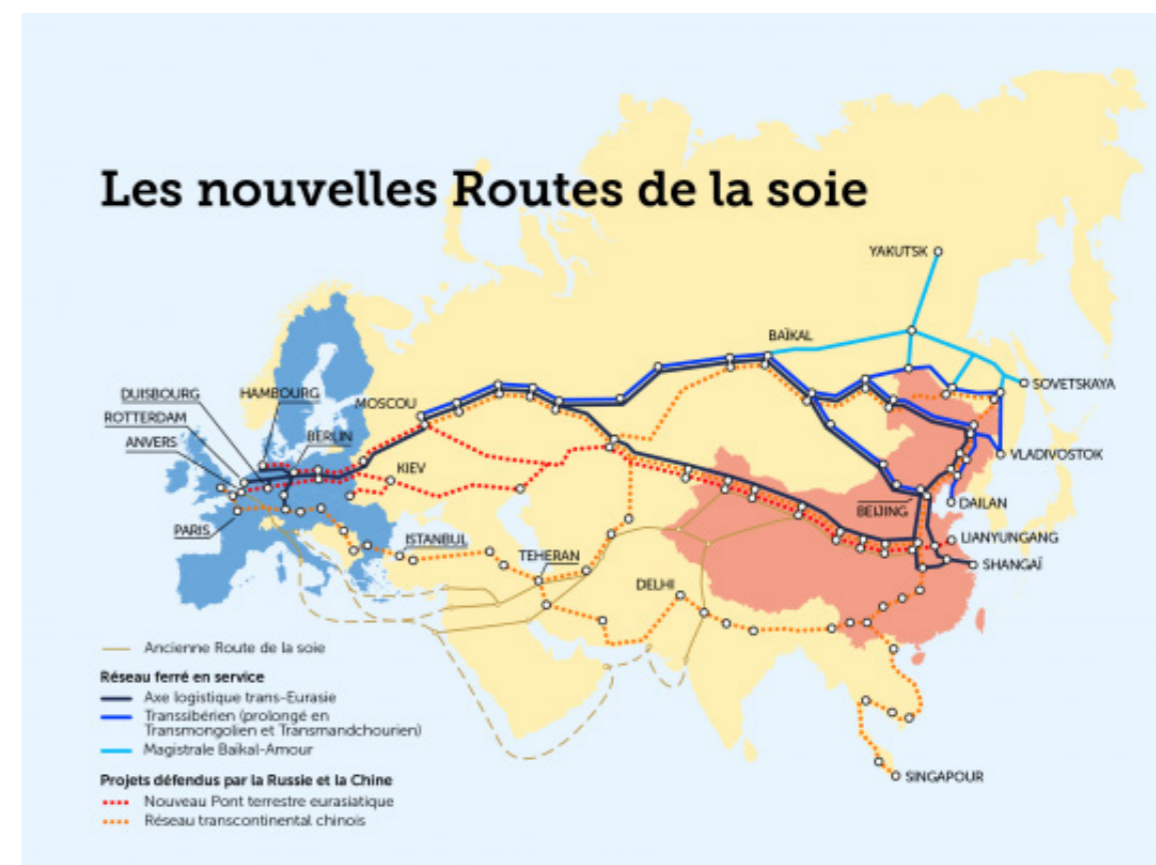 Les nouvelles Routes de la soie
YAKUTSK
BAÏKAL
SOVETSKAYA
DUISBOURG
HAMBOURG
MOSCOU
ROTTERDAM
ANVERS
BERLIN
KIEV
VLADIVOSTOK
PARIS
BEIJING
DAILAN
ISTANBUL
LIANYUNGANG
TEHERAN
SHANGAÏ
DELHI
SINGAPOUR
Ancienne Route de la soie
Réseau ferré en service
Axe logistique trans-Eurasie
Transsibérien (prolongé en
Transmongolien et Transmandchourien)
Magistrale Baïkal-Amour
Projets défendus par la Russie et la Chine
Nouveau Pont terrestre eurasiatique
Réseau transcontinental chinois